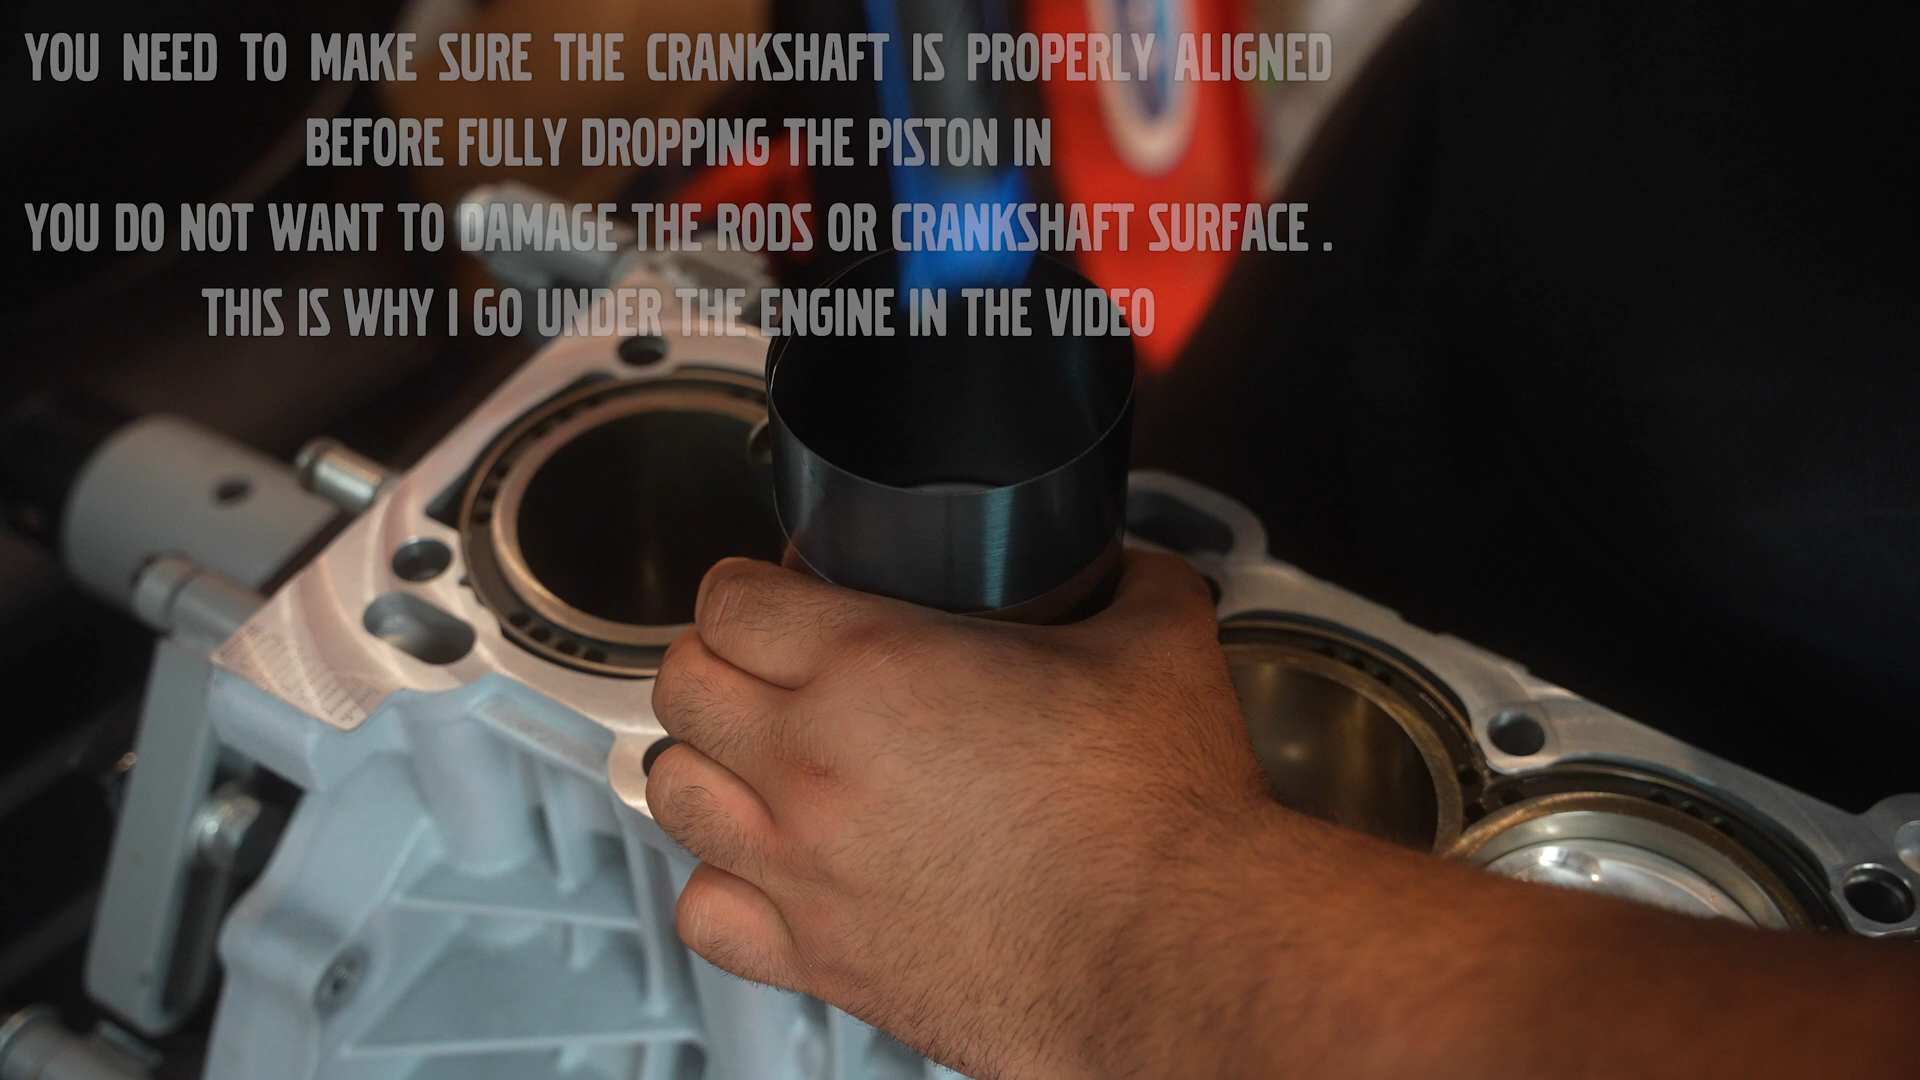 YOU NEED TO MAKE SURE THE CRANKSHAFT IS PROPERLY ALIGNED
BEFORE FULLY DROPPING THE PISTON IN
YOU DO NOT WANT TO DAMAGE THE RODS OR CRANKSHAFT SURFACE .
THIS IS WHY I GO UNDER THE ENGINE IN THE VIDEO